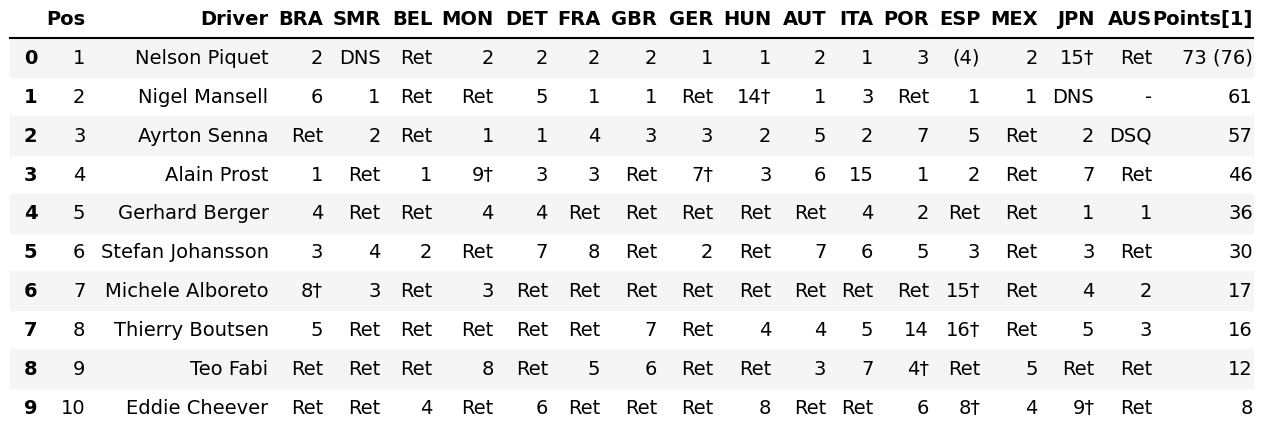 Pos Driver BRA SMR BEL MON DET FRA GBR GER HUN AUT ITA POR ESP MEX JPN AUS Points[1]
0 1 Nelson Piquet 2 DNS Ret 2 2 2 2 1 1 2 1 3 (4) 2 15† Ret 73 (76)
1 2 Nigel Mansell 6 1 Ret Ret 5 1 1 Ret 14† 1 3 Ret 1 1 DNS - 61
2 3 Ayrton Senna Ret 2 Ret 1 1 4 3 3 2 5 2 7 5 Ret 2 DSQ 57
3 4 Alain Prost 1 Ret 1 9† 3 3 Ret 7† 3 6 15 1 2 Ret 7 Ret 46
4 5 Gerhard Berger 4 Ret Ret 4 4 Ret Ret Ret Ret Ret 4 2 Ret Ret 1 1 36
5 6 Stefan Johansson 3 4 2 Ret 7 8 Ret 2 Ret 7 6 5 3 Ret 3 Ret 30
6 7 Michele Alboreto 8† 3 Ret 3 Ret Ret Ret Ret Ret Ret Ret Ret 15† Ret 4 2 17
7 8 Thierry Boutsen 5 Ret Ret Ret Ret Ret 7 Ret 4 4 5 14 16† Ret 5 3 16
8 9 Teo Fabi Ret Ret Ret 8 Ret 5 6 Ret Ret 3 7 4† Ret 5 Ret Ret 12
9 10 Eddie Cheever Ret Ret 4 Ret 6 Ret Ret Ret 8 Ret Ret 6 8† 4 9† Ret 8